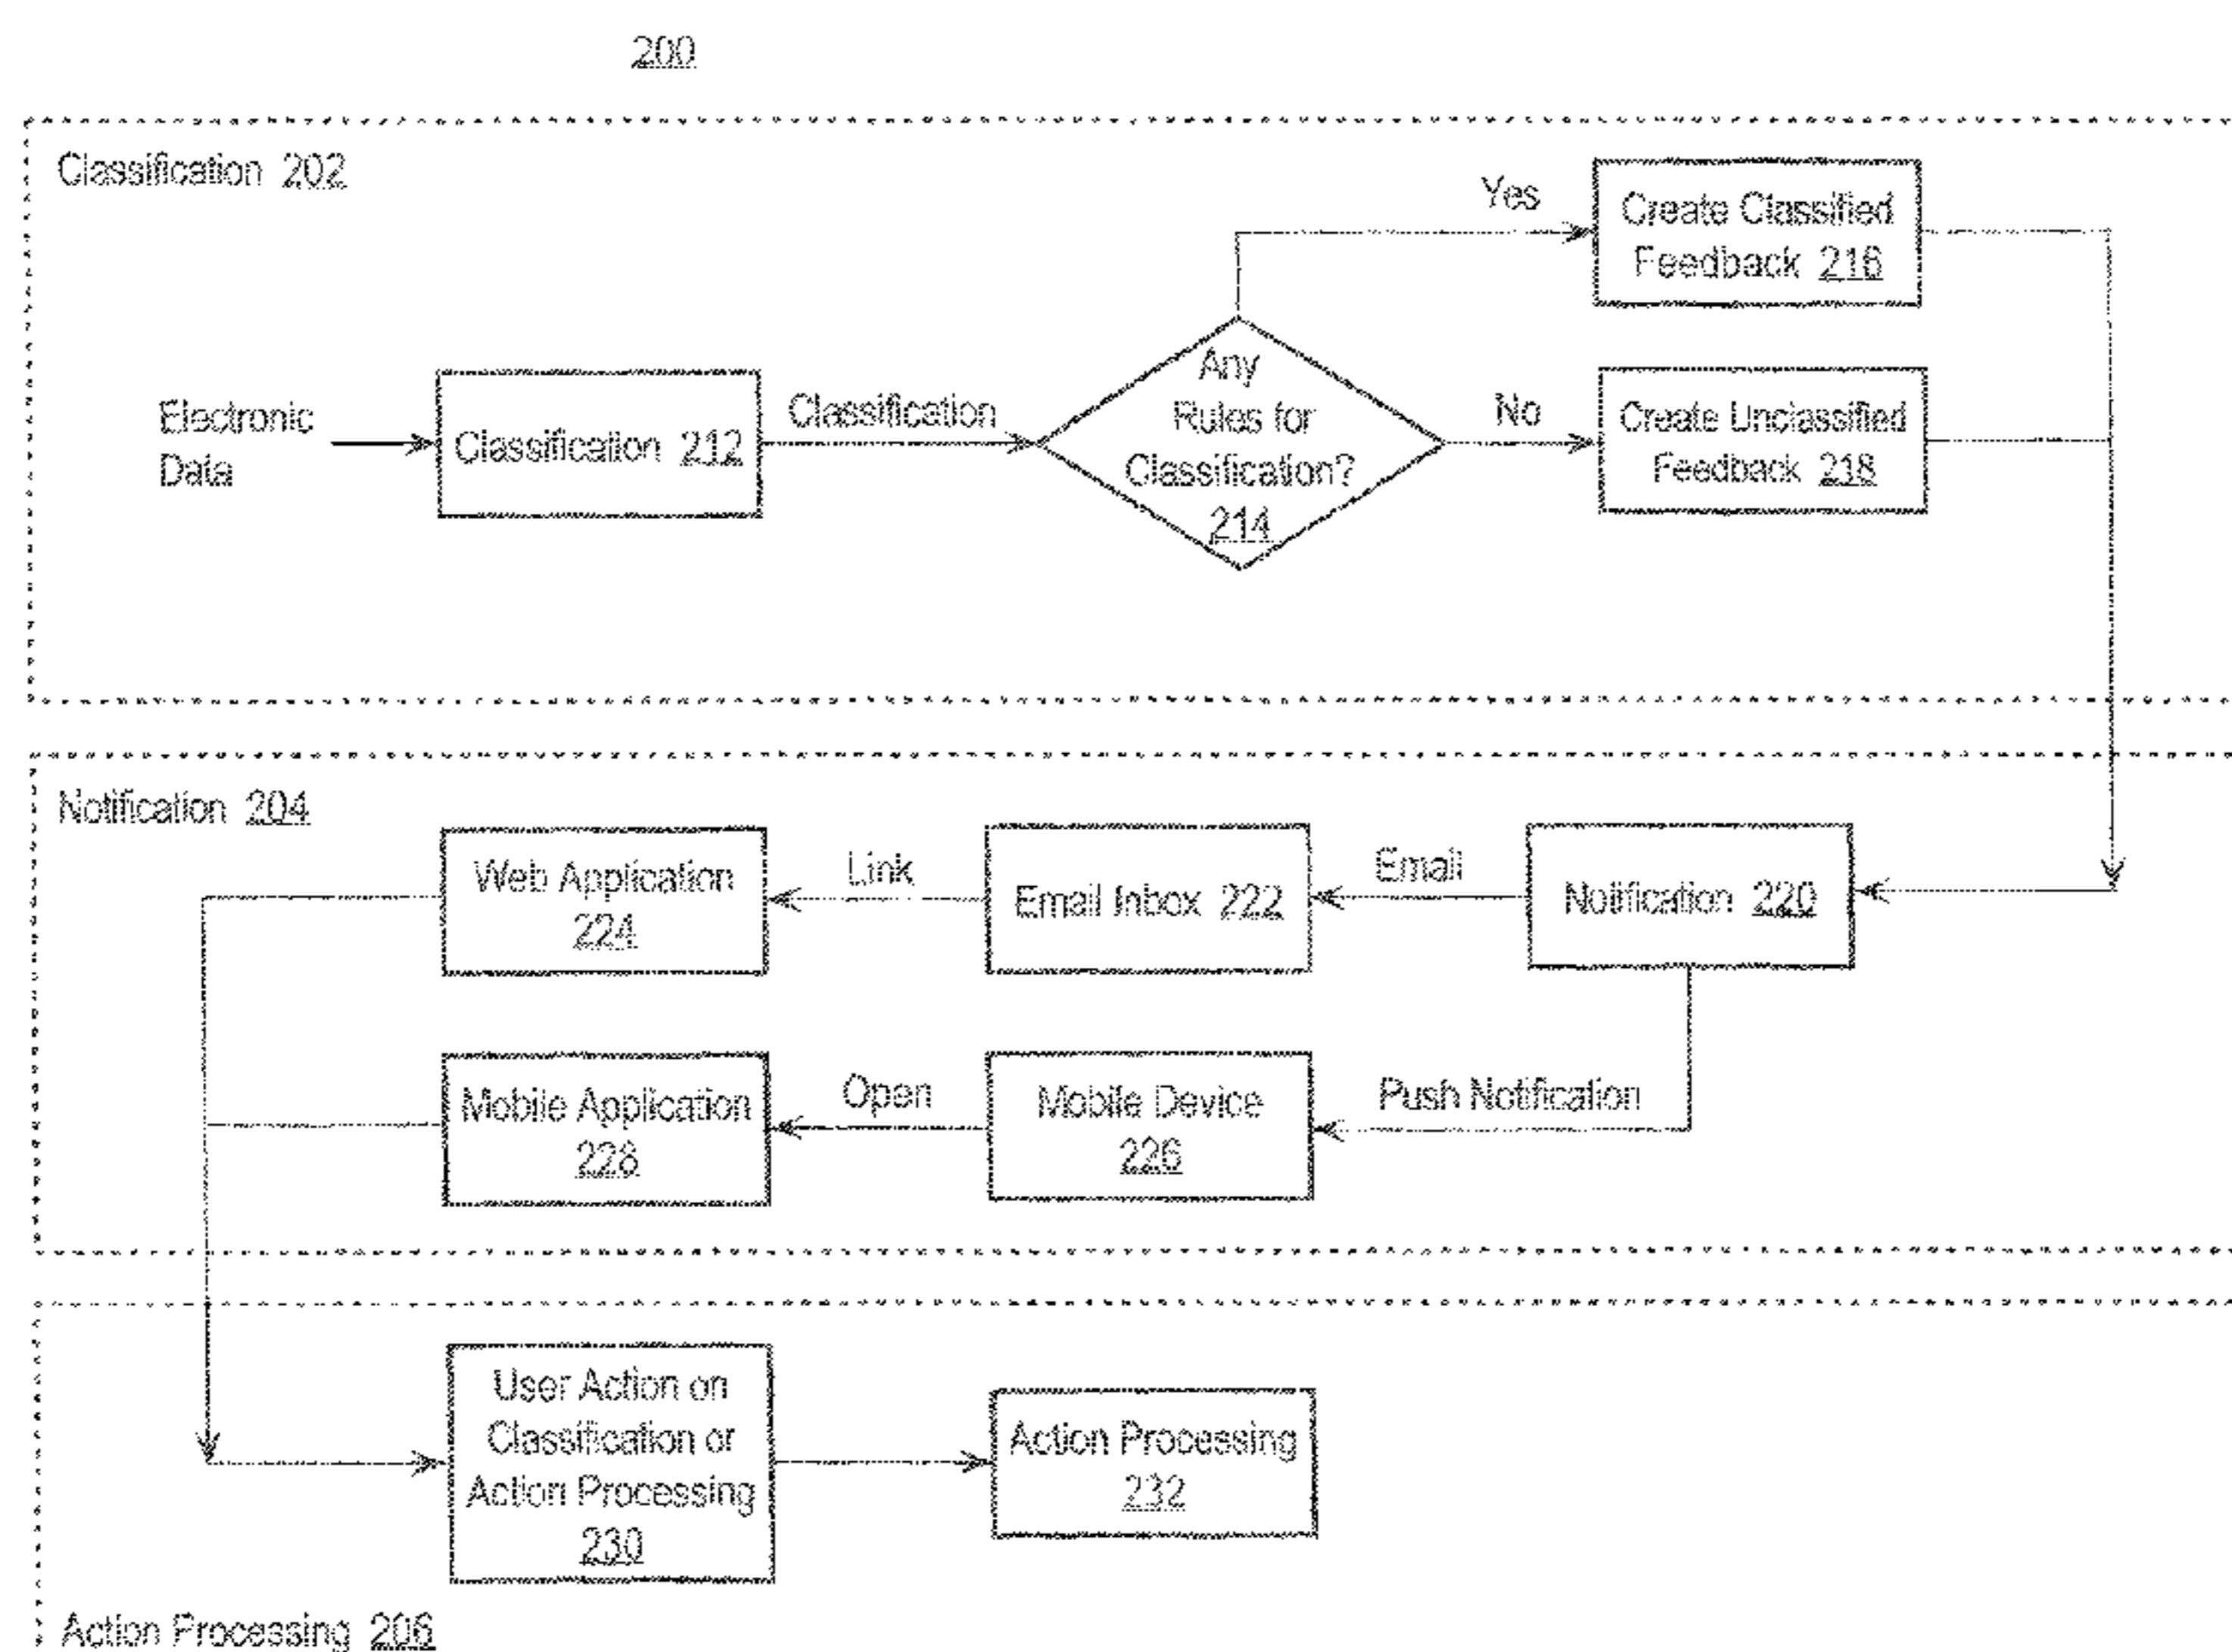 200
Classification 202
Yes
Create Classified
Feedback 216
Electronic
Data
Classification 212
Classification
Any
Rules for
Classification?
214
No
Create Unclassified
Feedback 218
Notification 204
Web Application
224
Link
Email Inbox 222
Email
Notification 220
Mobile Application
228
Open
Mobile Device
226
Push Notification
User Action on
Classification or
Action Processing
230
Action Processing
232
Action Processing 206